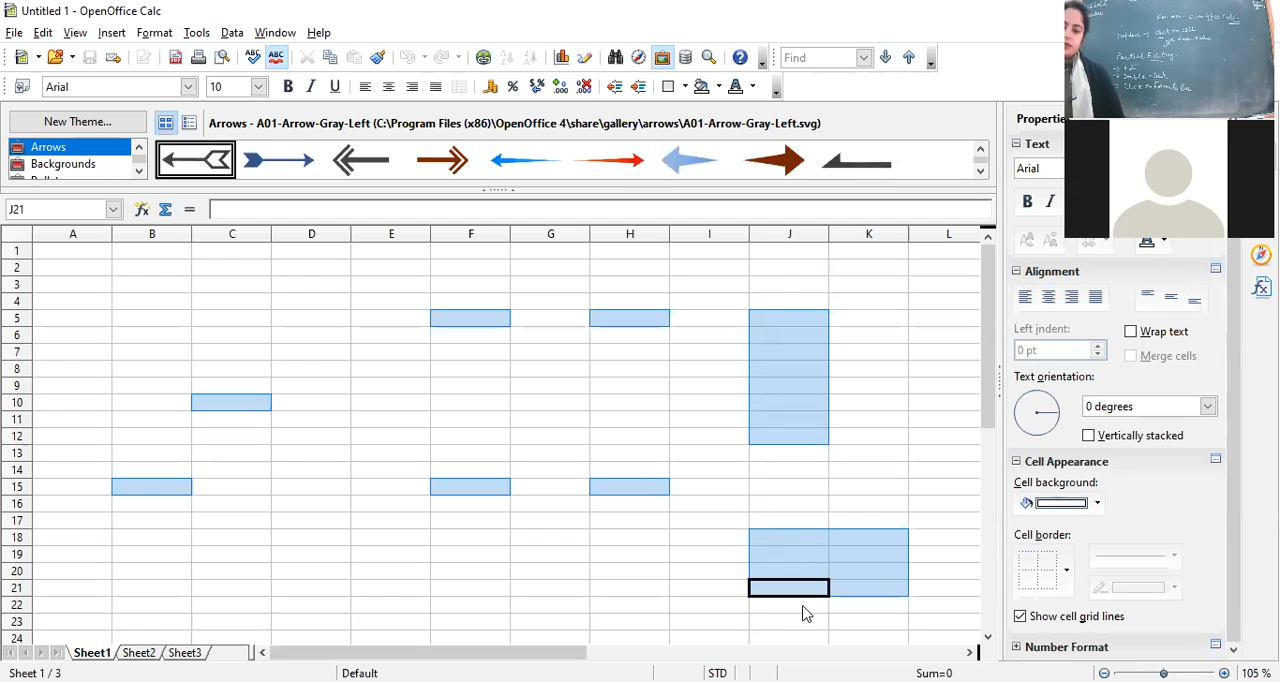 Untitled 1 - OpenOffice Calc
File Edit View Insert Format Tools Data Window Help
ABC ABC Find
Arial 10 B I U
New Theme... Arrows - A01-Arrow-Gray-Left (C:\Program Files (x86)\OpenOffice 4\share\gallery\arrows\A01-Arrow-Gray-Left.svg)
Arrows
Backgrounds
J21
A B C D E F G H I J K L
1
2
3
4
5
6
7
8
9
10
11
12
13
14
15
16
17
18
19
20
21
22
23
24
Sheet1 Sheet2 Sheet3
Sheet 1 / 3 Default STD Sum=0 105 %
Text
Arial
B I
Alignment
Left indent:
0 pt
Wrap text
Merge cells
Text orientation:
0 degrees
Vertically stacked
Cell Appearance
Cell background:
Cell border:
Show cell grid lines
Number Format
Partial Editing